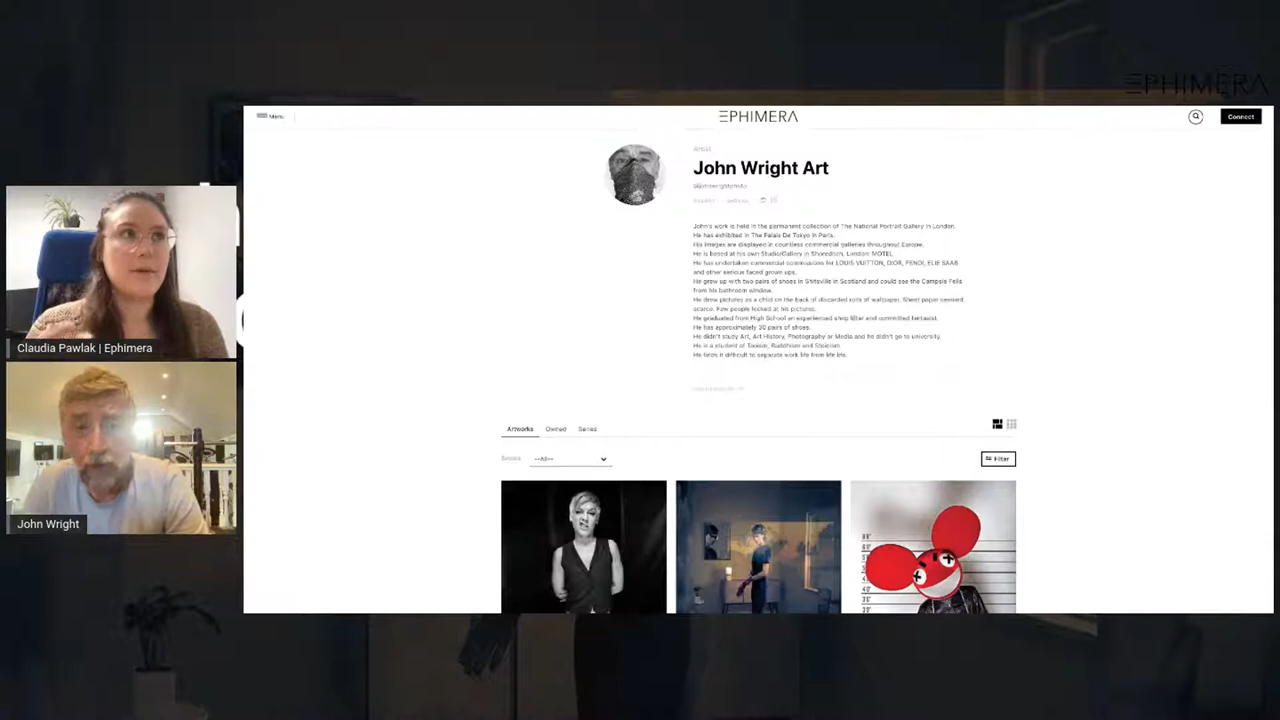 EPHIMERA
Menu
EPHIMERA
Connect
Artist
John Wright Art
John's work is held in the permanent collection of The National Portrait Gallery in London.
He has exhibited in The Palais De Tokyo in Paris.
His images are displayed in countless commercial galleries throughout Europe.
He is based at his own Studio/Gallery in Shoreditch, London: MOTEL
He has undertaken commercial commissions for LOUIS VUITTON, DIOR, FENDI, ELIE SAAB
and other serious faced grown ups.
He grew up with two pairs of shoes in Shitsville in Scotland and could see the Campsie Fells
from his bathroom window.
He drew pictures as a child on the back of discarded rolls of wallpaper. Sheet paper seemed
scarce. Few people looked at his pictures.
He graduated from High School an experienced shop lifter and committed fantasist.
He has approximately 30 pairs of shoes.
He didn't study Art, Art History, Photography or Media and he didn't go to university.
He is a student of Taoism, Buddhism and Stoicism.
He finds it difficult to separate work life from life life.
Artworks Owned Series
--All-- Filter
Claudia Pawlak | Ephimera
John Wright